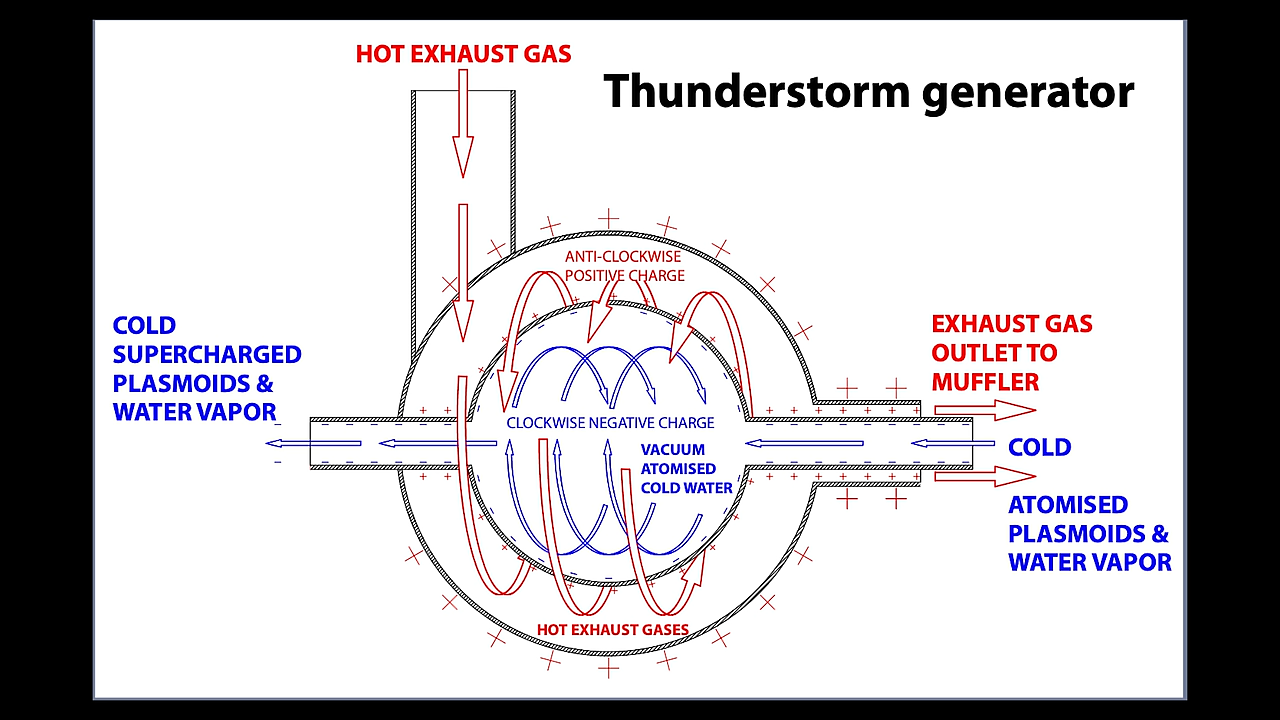 HOT EXHAUST GAS
Thunderstorm generator
ANTI-CLOCKWISE
POSITIVE CHARGE
COLD
SUPERCHARGED
PLASMOIDS &
WATER VAPOR
EXHAUST GAS
OUTLET TO
MUFFLER
CLOCKWISE NEGATIVE CHARGE
VACUUM
ATOMISED
COLD WATER
COLD
ATOMISED
PLASMOIDS &
WATER VAPOR
HOT EXHAUST GASES